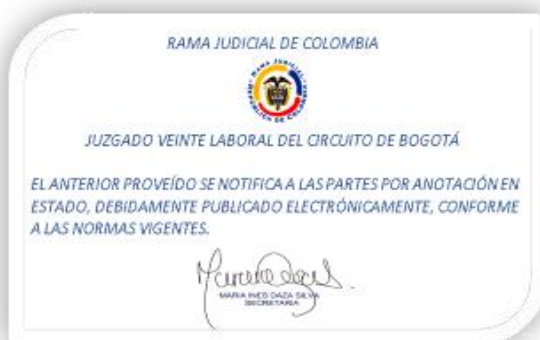 RAMA JUDICIAL DE COLOMBIA
JUZGADO VEINTE LABORAL DEL CIRCUITO DE BOGOTÁ
EL ANTERIOR PROVEÍDO SE NOTIFICA A LAS PARTES POR ANOTACIÓN EN
ESTADO, DEBIDAMENTE PUBLICADO ELECTRÓNICAMENTE, CONFORME
A LAS NORMAS VIGENTES.
MARIA INES DAZA SILVA
SECRETARIA